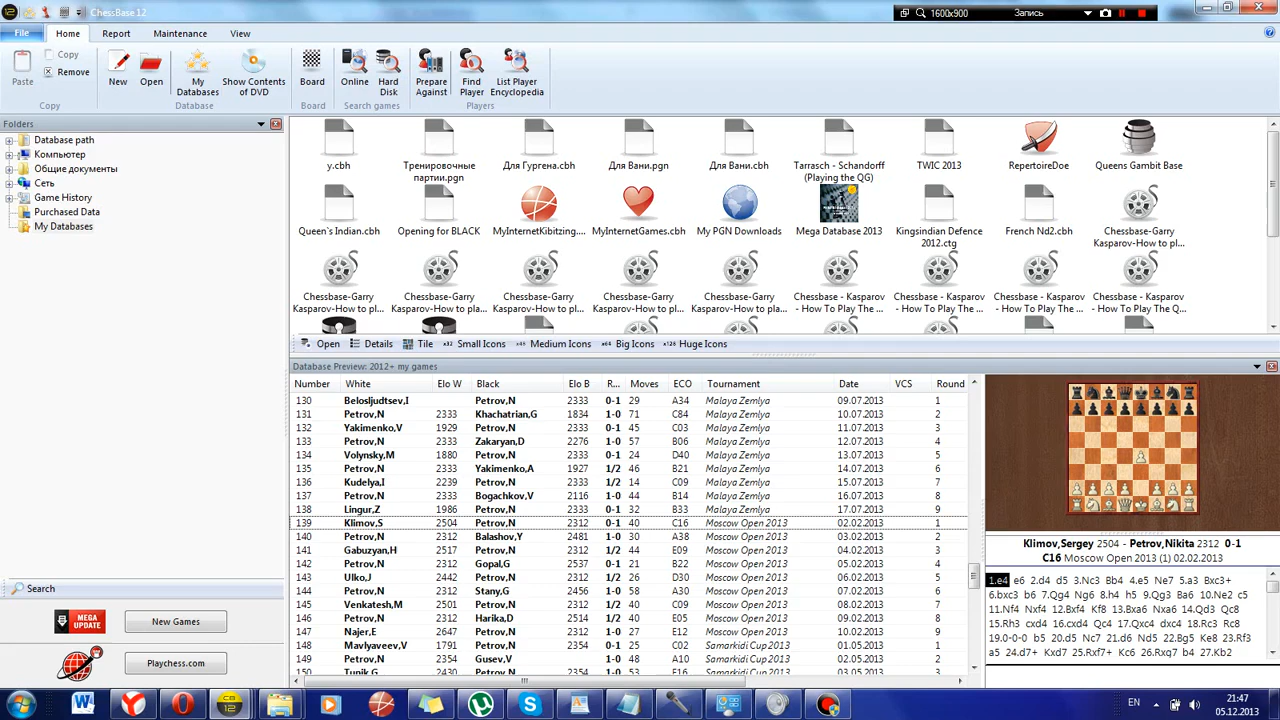 ChessBase 12
1600x900
Запись
File
Home
Report
Maintenance
View
Paste
Copy
Remove
Copy
New
Open
My Databases
Show Contents of DVD
Database
Board
Board
Online
Hard Disk
Search games
Prepare Against
Find Player
List Player Encyclopedia
Players
Folders
Database path
Компьютер
Общие документы
Сеть
Game History
Purchased Data
My Databases
y.cbh
Тренировочные партии.pgn
Для Гургена.cbh
Для Вани.pgn
Для Вани.cbh
Tarrasch - Schandorff (Playing the QG)
TWIC 2013
RepertoireDoe
Queens Gambit Base
Queen`s Indian.cbh
Opening for BLACK
MyInternetKibitzing....
MyInternetGames.cbh
My PGN Downloads
Mega Database 2013
Kingsindian Defence 2012.ctg
French Nd2.cbh
Chessbase-Garry Kasparov-How to pl...
Chessbase-Garry Kasparov-How to pl...
Chessbase-Garry Kasparov-How to pla...
Chessbase-Garry Kasparov-How to pl...
Chessbase-Garry Kasparov-How to pl...
Chessbase-Garry Kasparov-How to pla...
Chessbase - Kasparov - How To Play The ...
Chessbase - Kasparov - How To Play The ...
Chessbase - Kasparov - How To Play The ...
Chessbase - Kasparov - How To Play The Q...
Open
Details
Tile
Small Icons
Medium Icons
Big Icons
Huge Icons
Database Preview: 2012+ my games
Number White Elo W Black Elo B R... Moves ECO Tournament Date VCS Round
130 Belosljudtsev,I Petrov,N 2333 0-1 29 A34 Malaya Zemlya 09.07.2013 1
131 Petrov,N 2333 Khachatrian,G 1834 1-0 71 C84 Malaya Zemlya 10.07.2013 2
132 Yakimenko,V 1929 Petrov,N 2333 0-1 45 C03 Malaya Zemlya 11.07.2013 3
133 Petrov,N 2333 Zakaryan,D 2276 1-0 57 B06 Malaya Zemlya 12.07.2013 4
134 Volynsky,M 1880 Petrov,N 2333 0-1 24 D40 Malaya Zemlya 13.07.2013 5
135 Petrov,N 2333 Yakimenko,A 1927 1/2 46 B21 Malaya Zemlya 14.07.2013 6
136 Kudelya,I 2239 Petrov,N 2333 1/2 14 C09 Malaya Zemlya 15.07.2013 7
137 Petrov,N 2333 Bogachkov,V 2116 1-0 44 B14 Malaya Zemlya 16.07.2013 8
138 Lingur,Z 1986 Petrov,N 2333 1-0 32 B33 Malaya Zemlya 17.07.2013 9
139 Klimov,S 2504 Petrov,N 2312 0-1 40 C16 Moscow Open 2013 02.02.2013 1
140 Petrov,N 2312 Balashov,Y 2481 1-0 30 A38 Moscow Open 2013 03.02.2013 2
141 Gabuzyan,H 2517 Petrov,N 2312 1/2 44 E09 Moscow Open 2013 04.02.2013 3
142 Petrov,N 2312 Gopal,G 2537 1/2 21 B22 Moscow Open 2013 05.02.2013 4
143 Ulko,J 2442 Petrov,N 2312 1/2 26 D30 Moscow Open 2013 06.02.2013 5
144 Petrov,N 2312 Stany,G 2456 1/2 30 A06 Moscow Open 2013 07.02.2013 6
145 Venkatesh,M 2501 Petrov,N 2312 1/2 40 C09 Moscow Open 2013 08.02.2013 7
146 Petrov,N 2312 Harika,D 2514 1/2 40 E05 Moscow Open 2013 09.02.2013 8
147 Najer,E 2647 Petrov,N 2312 1-0 27 E12 Moscow Open 2013 10.02.2013 9
148 Mavlyaveev,V 1791 Petrov,N 2354 0-1 25 C02 Samarkidi Cup 2013 01.05.2013 1
149 Petrov,N 2354 Gusev,V 1-0 48 A10 Samarkidi Cup 2013 02.05.2013 2
150 Tupik,G 2430 Petrov,N 2354 1-0 53 E16 Samarkidi Cup 2013 03.05.2013 3
Klimov,Sergey 2504 - Petrov,Nikita 2312 0-1
C16 Moscow Open 2013 (1) 02.02.2013
1.e4 e6 2.d4 d5 3.Nc3 Bb4 4.e5 Ne7 5.a3 Bxc3+
6.bxc3 b6 7.Qg4 Ng6 8.h4 h5 9.Qg3 Ba6 10.Ne2 c5
11.Nf4 Nxf4 12.Bxf4 Kf8 13.Bxa6 Nxa6 14.Qd3 Qc8
15.Rh3 cxd4 16.cxd4 Qc4 17.Qxc4 dxc4 18.Rc3 Rc8
19.0-0-0 b5 20.d5 Nc7 21.d6 Nd5 22.Bg5 Ke8 23.Rf3
a5 24.d7+ Kxd7 25.Rxf7+ Kc6 26.Rxg7 b4 27.Kb2
Search
MEGA UPDATE
New Games
Playchess.com
EN
21:47
05.12.2013